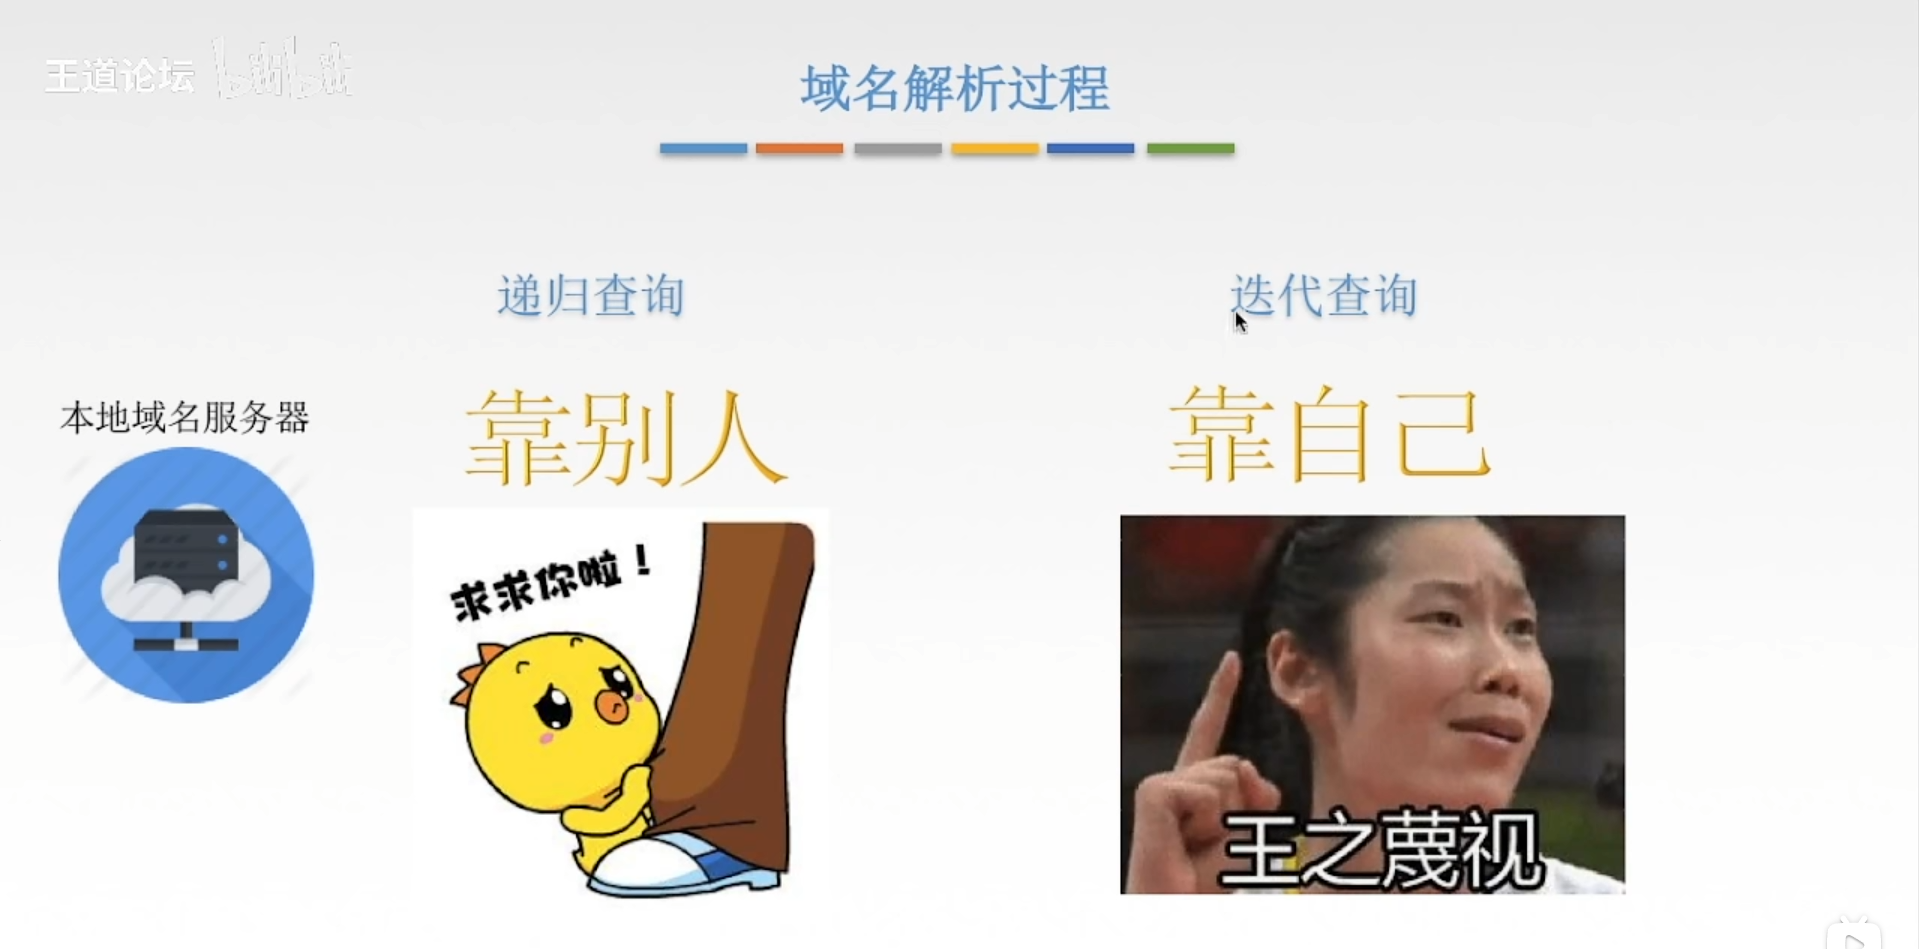 王道论坛 bilibili
域名解析过程
递归查询
迭代查询
本地域名服务器
靠别人
靠自己
求求你啦！
王之蔑视